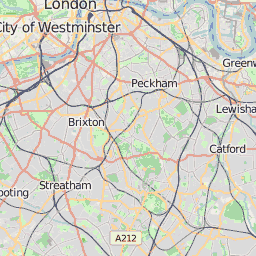 London
City of Westminster
Peckham
Greenw
Lewisha
Brixton
Catford
Streatham
ooting
A212